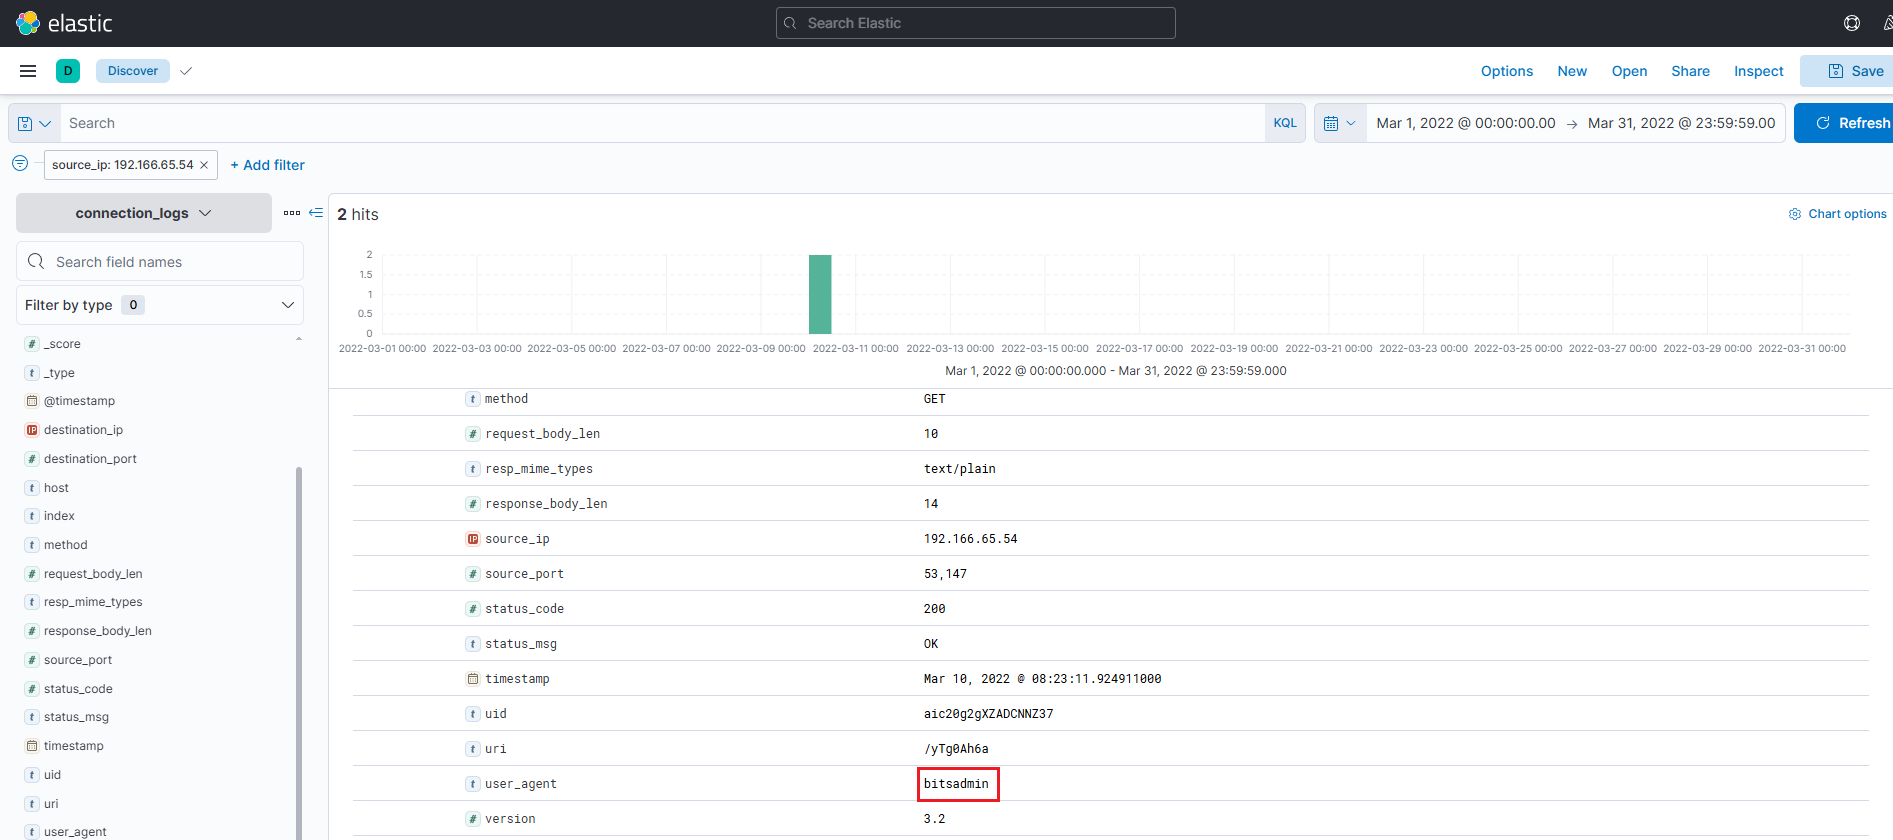 elastic
Search Elastic
D
Discover
Options
New
Open
Share
Inspect
Save
Search
KQL
Mar 1, 2022 @ 00:00:00.00 → Mar 31, 2022 @ 23:59:59.00
Refresh
source_ip: 192.166.65.54 ×
+ Add filter
connection_logs
Search field names
Filter by type 0
# _score
t _type
@timestamp
IP destination_ip
# destination_port
t host
t index
t method
# request_body_len
t resp_mime_types
# response_body_len
# source_port
# status_code
t status_msg
timestamp
t uid
t uri
t user_agent
2 hits
Chart options
2
1.5
1
0.5
0
2022-03-01 00:00 2022-03-03 00:00 2022-03-05 00:00 2022-03-07 00:00 2022-03-09 00:00 2022-03-11 00:00 2022-03-13 00:00 2022-03-15 00:00 2022-03-17 00:00 2022-03-19 00:00 2022-03-21 00:00 2022-03-23 00:00 2022-03-25 00:00 2022-03-27 00:00 2022-03-29 00:00 2022-03-31 00:00
Mar 1, 2022 @ 00:00:00.000 - Mar 31, 2022 @ 23:59:59.000
t method GET
# request_body_len 10
t resp_mime_types text/plain
# response_body_len 14
IP source_ip 192.166.65.54
# source_port 53,147
# status_code 200
t status_msg OK
timestamp Mar 10, 2022 @ 08:23:11.924911000
t uid aic20g2gXZADCNNZ37
t uri /yTg0Ah6a
t user_agent bitsadmin
# version 3.2